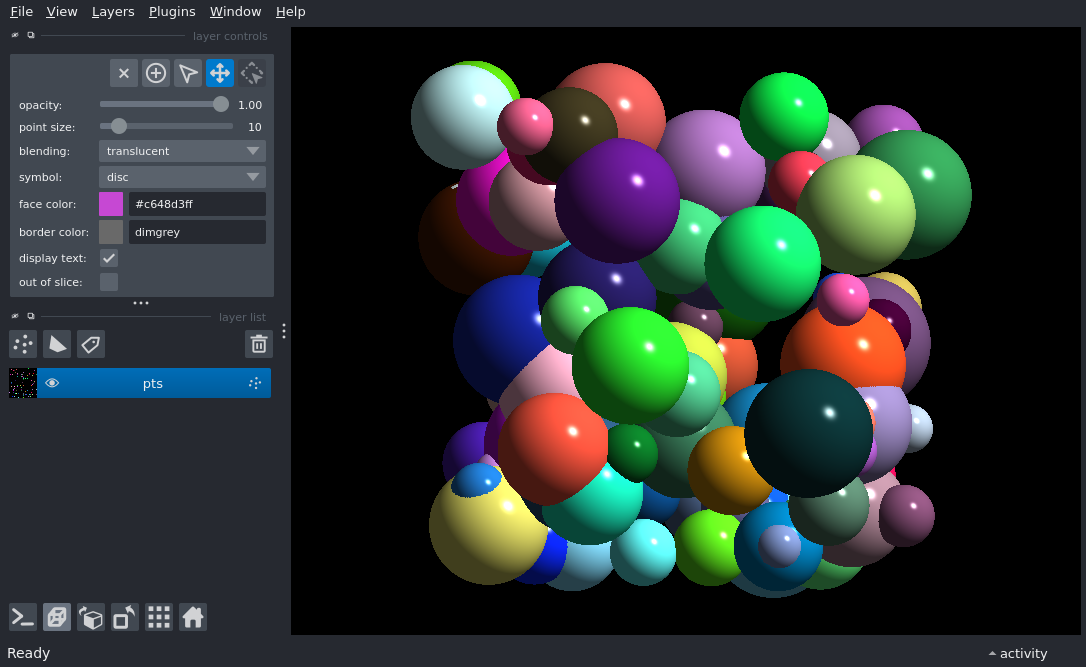 File View Layers Plugins Window Help
layer controls
opacity: 1.00
point size: 10
blending: translucent
symbol: disc
face color: #c648d3ff
border color: dimgrey
display text:
out of slice:
layer list
pts
Ready
activity